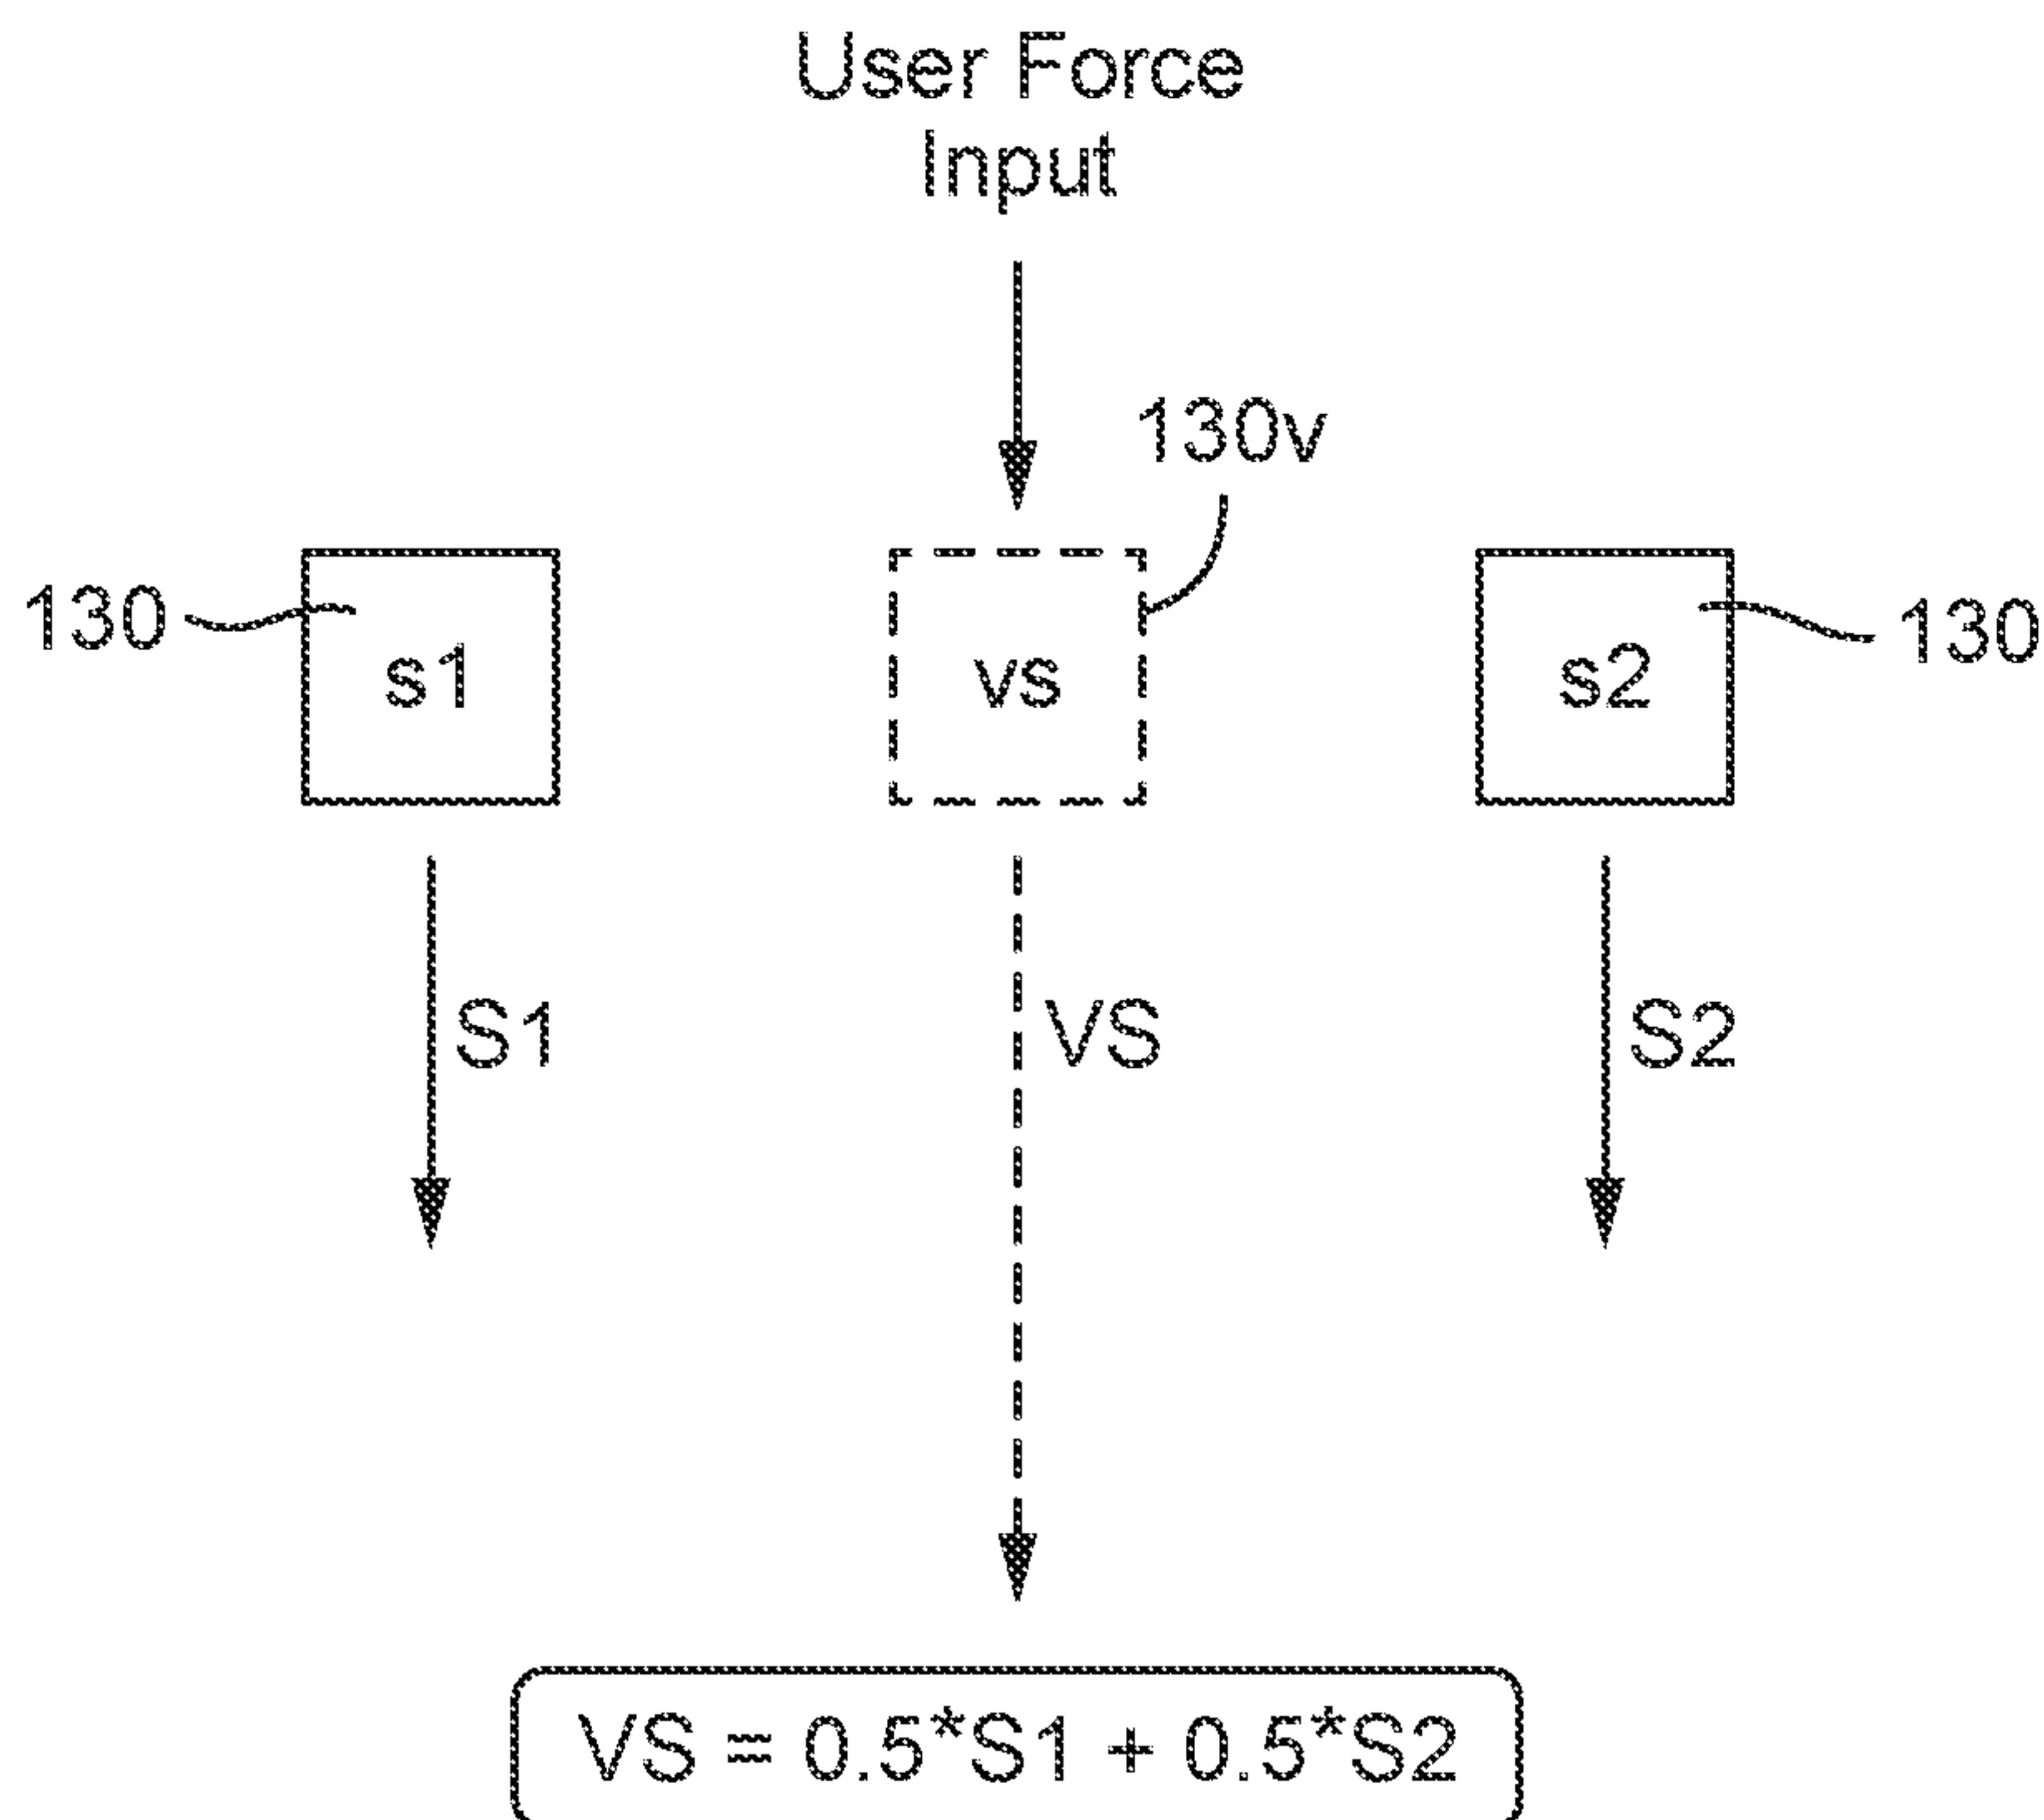 User Force
Input
130v
130
s1
vs
s2
130
S1
VS
S2
VS = 0.5*S1 + 0.5*S2